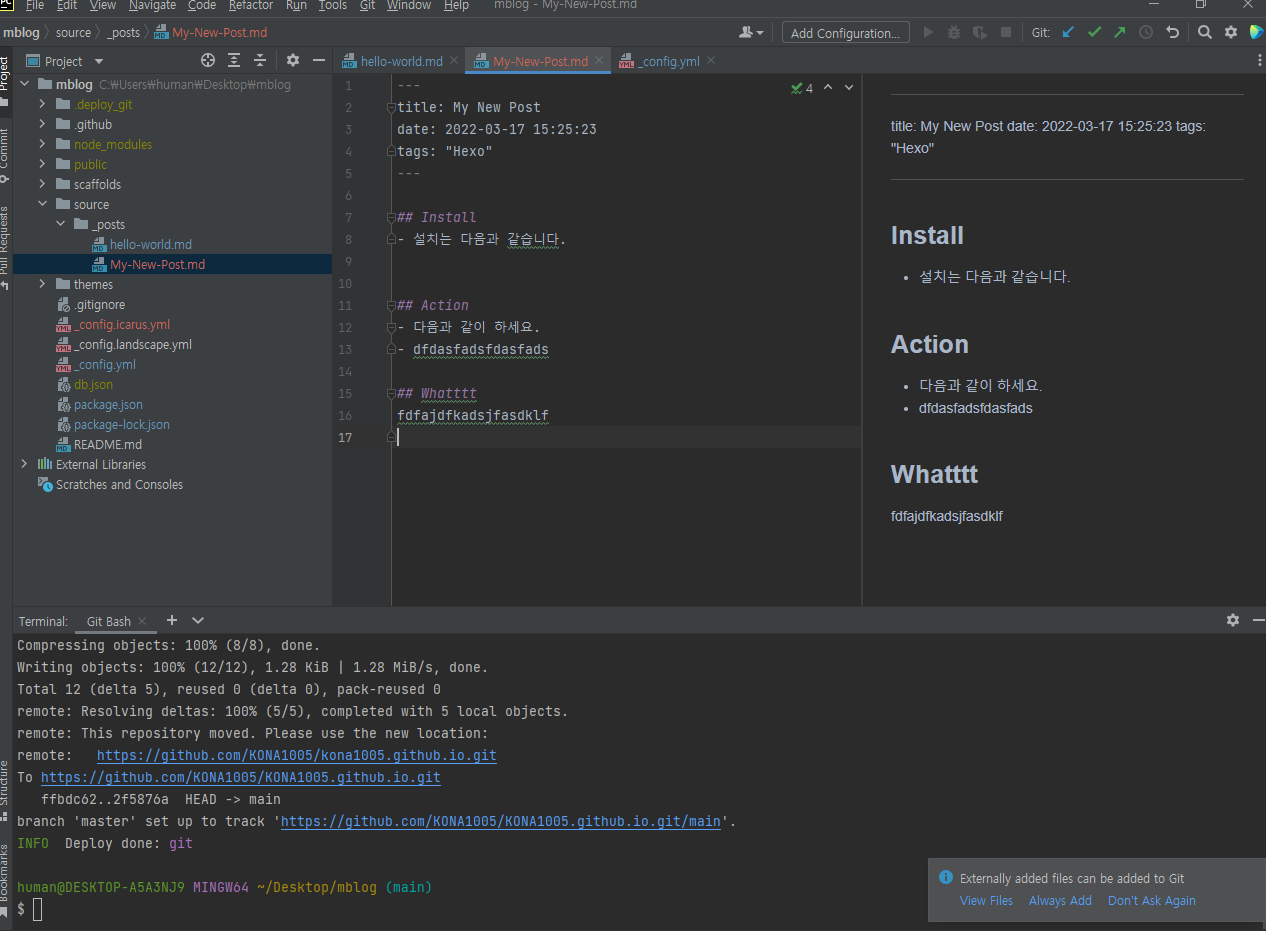 PC File Edit View Navigate Code Refactor Run Tools Git Window Help mblog - My-New-Post.md
mblog source _posts My-New-Post.md Add Configuration... Git:
Project
Project
mblog C:₩Users₩human₩Desktop₩mblog
.deploy_git
.github
node_modules
public
scaffolds
source
_posts
hello-world.md
My-New-Post.md
themes
.gitignore
_config.icarus.yml
_config.landscape.yml
_config.yml
db.json
package.json
package-lock.json
README.md
External Libraries
Scratches and Consoles
Commit
Pull Requests
Structure
Bookmarks
hello-world.md My-New-Post.md _config.yml
4
1 ---
2 title: My New Post
3 date: 2022-03-17 15:25:23
4 tags: "Hexo"
5 ---
6
7 ## Install
8 - 설치는 다음과 같습니다.
9
10
11 ## Action
12 - 다음과 같이 하세요.
13 - dfdasfadsfdasfads
14
15 ## Whatttt
16 fdfajdfkadsjfasdklf
17
title: My New Post date: 2022-03-17 15:25:23 tags:
"Hexo"
Install
• 설치는 다음과 같습니다.
Action
• 다음과 같이 하세요.
• dfdasfadsfdasfads
Whatttt
fdfajdfkadsjfasdklf
Terminal: Git Bash
Compressing objects: 100% (8/8), done.
Writing objects: 100% (12/12), 1.28 KiB | 1.28 MiB/s, done.
Total 12 (delta 5), reused 0 (delta 0), pack-reused 0
remote: Resolving deltas: 100% (5/5), completed with 5 local objects.
remote: This repository moved. Please use the new location:
remote: https://github.com/KONA1005/kona1005.github.io.git
To https://github.com/KONA1005/KONA1005.github.io.git
ffbdc62..2f5876a HEAD -> main
branch 'master' set up to track 'https://github.com/KONA1005/KONA1005.github.io.git/main'.
INFO Deploy done: git
human@DESKTOP-A5A3NJ9 MINGW64 ~/Desktop/mblog (main)
$
Externally added files can be added to Git
View Files Always Add Don't Ask Again